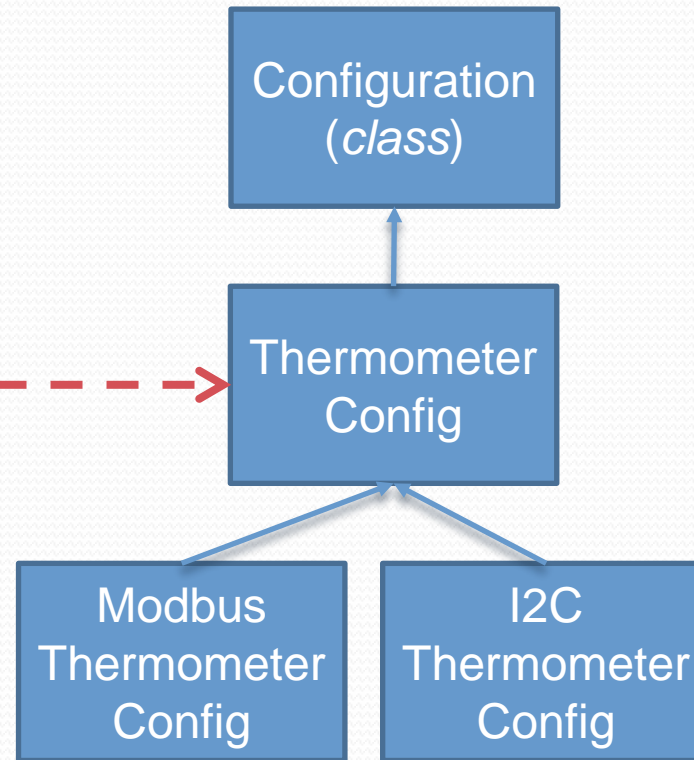 Configuration
(class)
Thermometer
Config
Modbus
Thermometer
Config
I2C
Thermometer
Config